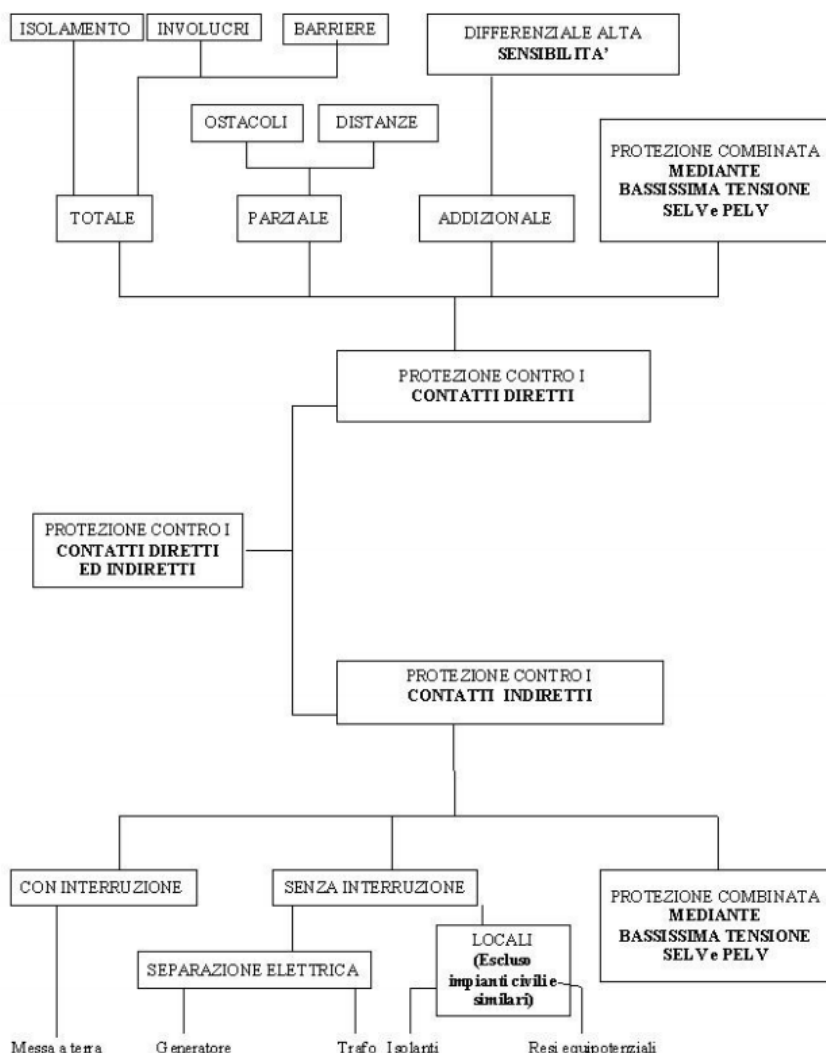 ISOLAMENTO
INVOLUCRI
BARRIERE
DIFFERENZIALE ALTA
SENSIBILITA'
OSTACOLI
DISTANZE
PROTEZIONE COMBINATA
MEDIANTE
BASSISSIMA TENSIONE
SELV e PELV
TOTALE
PARZIALE
ADDIZIONALE
PROTEZIONE CONTRO I
CONTATTI DIRETTI
PROTEZIONE CONTRO I
CONTATTI DIRETTI
ED INDIRETTI
PROTEZIONE CONTRO I
CONTATTI INDIRETTI
CON INTERRUZIONE
SENZA INTERRUZIONE
PROTEZIONE COMBINATA
MEDIANTE
BASSISSIMA TENSIONE
SELV e PELV
LOCALI
(Escluso
impianti civili e
similari)
SEPARAZIONE ELETTRICA
Messa a terra
Generatore
Trafo
Isolanti
Resi equipotenziali